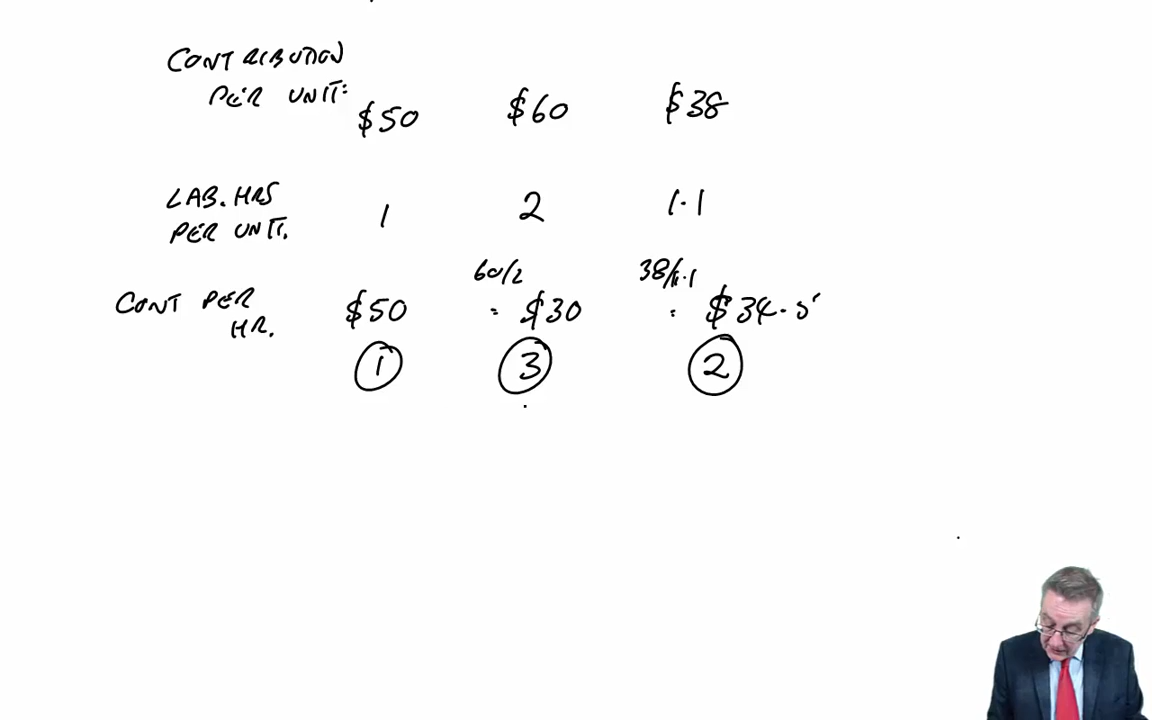 CONTRIBUTION
PER UNIT:
$50 $60 $38
LAB. HRS
PER UNIT.
1 2 1.1
60/2 38/1.1
CONT PER
HR.
$50 = $30 = $34.5
1 3 2